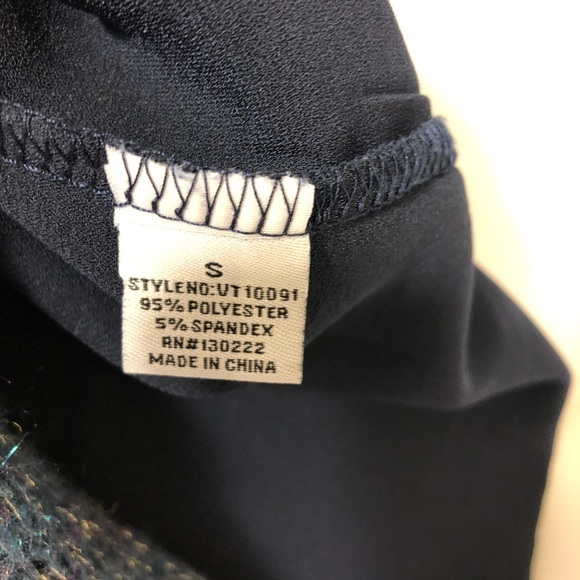 S
STYLENO:VT10091
95% POLYESTER
5% SPANDEX
RN#130222
MADE IN CHINA